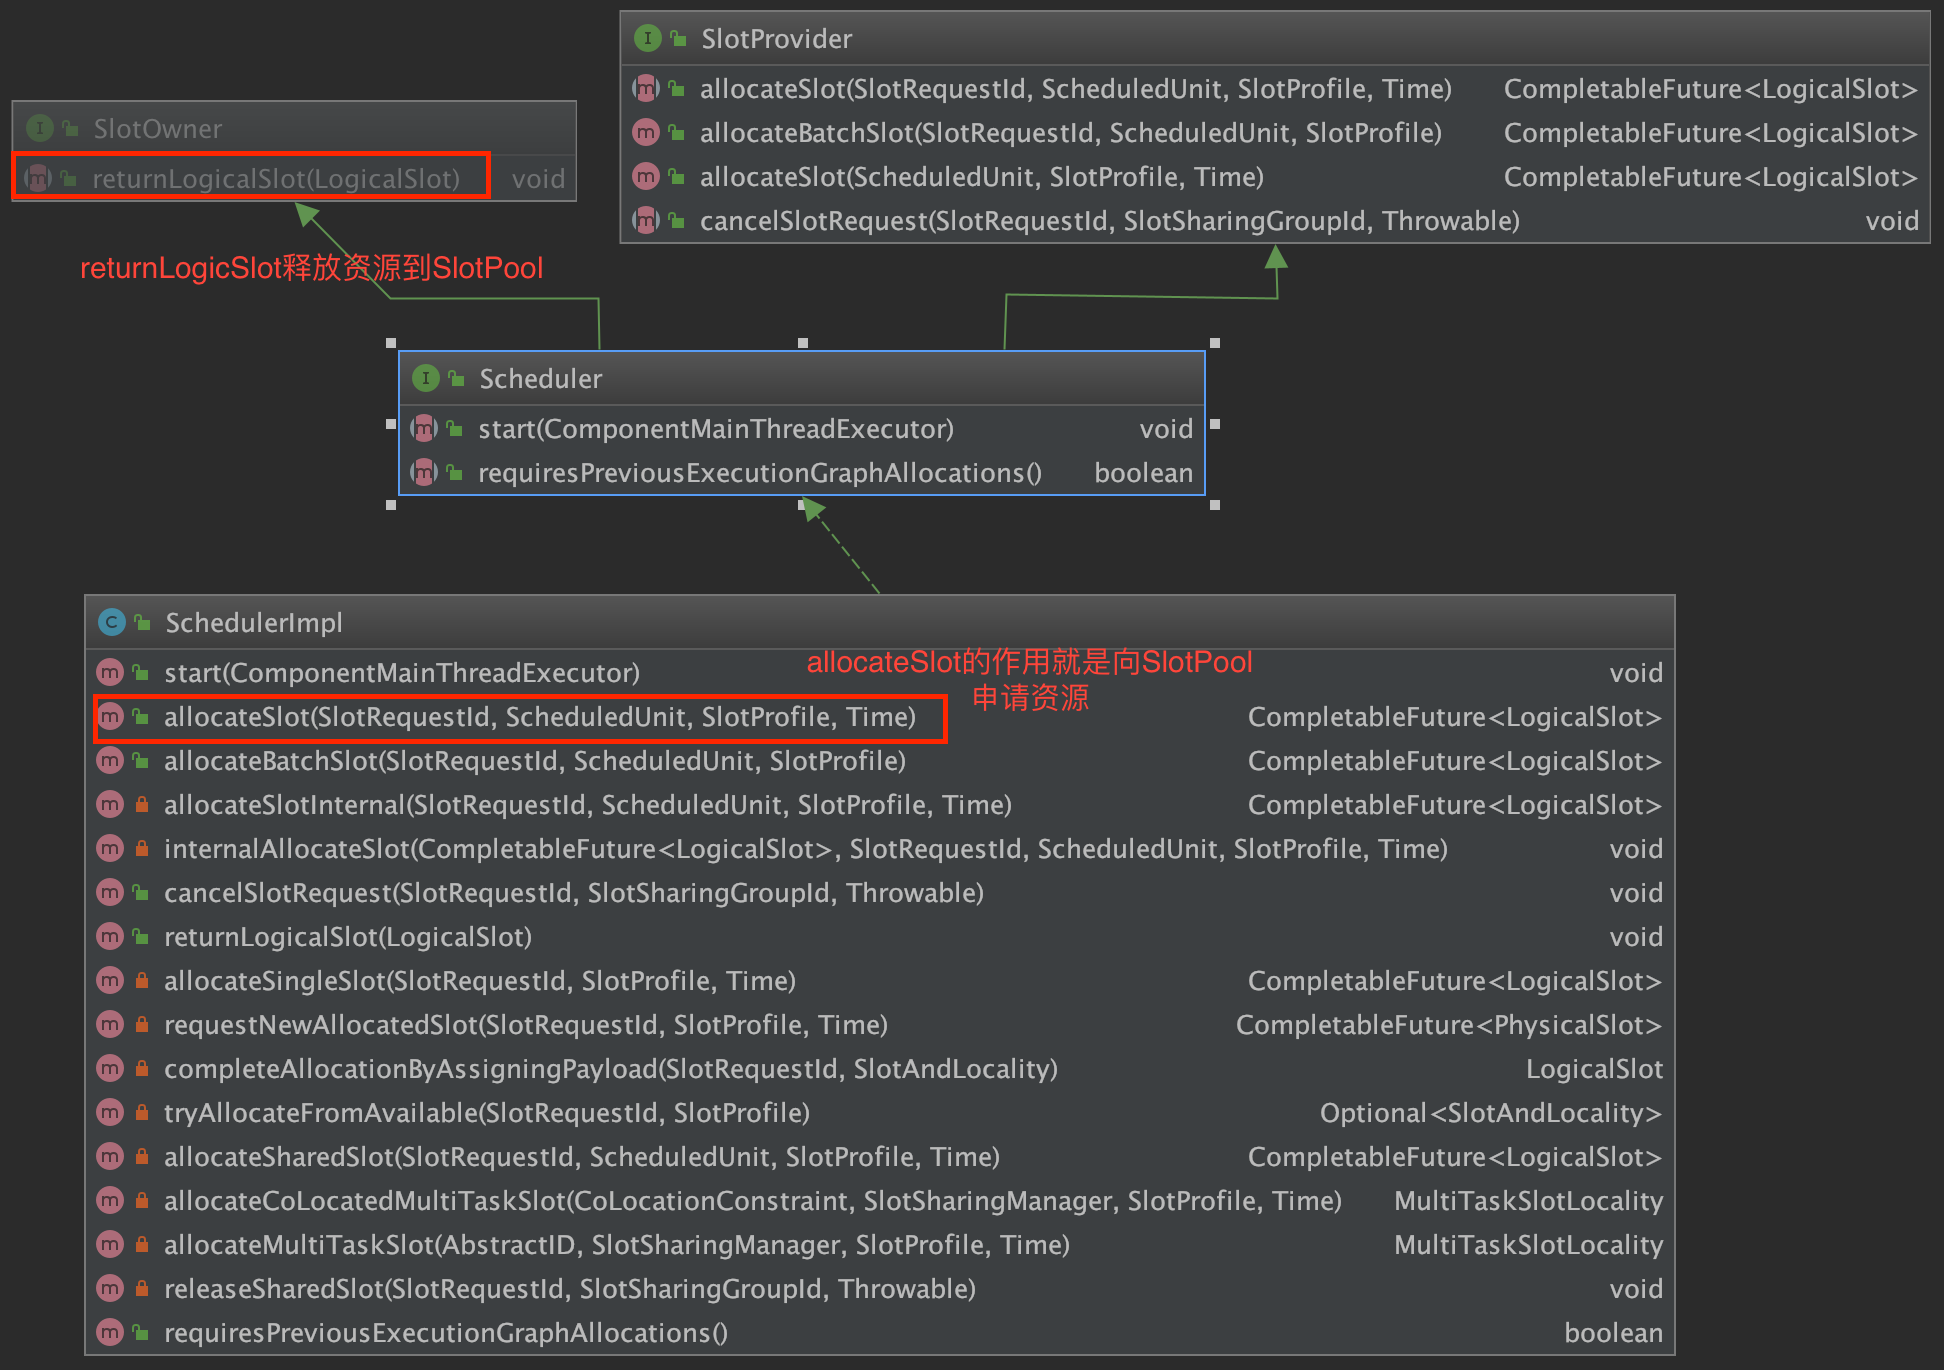 SlotProvider
allocateSlot(SlotRequestId, ScheduledUnit, SlotProfile, Time) CompletableFuture<LogicalSlot>
allocateBatchSlot(SlotRequestId, ScheduledUnit, SlotProfile) CompletableFuture<LogicalSlot>
allocateSlot(ScheduledUnit, SlotProfile, Time) CompletableFuture<LogicalSlot>
cancelSlotRequest(SlotRequestId, SlotSharingGroupId, Throwable) void
SlotOwner
returnLogicalSlot(LogicalSlot) void
returnLogicSlot释放资源到SlotPool
Scheduler
start(ComponentMainThreadExecutor) void
requiresPreviousExecutionGraphAllocations() boolean
SchedulerImpl
allocateSlot的作用就是向SlotPool
申请资源
start(ComponentMainThreadExecutor) void
allocateSlot(SlotRequestId, ScheduledUnit, SlotProfile, Time) CompletableFuture<LogicalSlot>
allocateBatchSlot(SlotRequestId, ScheduledUnit, SlotProfile) CompletableFuture<LogicalSlot>
allocateSlotInternal(SlotRequestId, ScheduledUnit, SlotProfile, Time) CompletableFuture<LogicalSlot>
internalAllocateSlot(CompletableFuture<LogicalSlot>, SlotRequestId, ScheduledUnit, SlotProfile, Time) void
cancelSlotRequest(SlotRequestId, SlotSharingGroupId, Throwable) void
returnLogicalSlot(LogicalSlot) void
allocateSingleSlot(SlotRequestId, SlotProfile, Time) CompletableFuture<LogicalSlot>
requestNewAllocatedSlot(SlotRequestId, SlotProfile, Time) CompletableFuture<PhysicalSlot>
completeAllocationByAssigningPayload(SlotRequestId, SlotAndLocality) LogicalSlot
tryAllocateFromAvailable(SlotRequestId, SlotProfile) Optional<SlotAndLocality>
allocateSharedSlot(SlotRequestId, ScheduledUnit, SlotProfile, Time) CompletableFuture<LogicalSlot>
allocateCoLocatedMultiTaskSlot(CoLocationConstraint, SlotSharingManager, SlotProfile, Time) MultiTaskSlotLocality
allocateMultiTaskSlot(AbstractID, SlotSharingManager, SlotProfile, Time) MultiTaskSlotLocality
releaseSharedSlot(SlotRequestId, SlotSharingGroupId, Throwable) void
requiresPreviousExecutionGraphAllocations() boolean